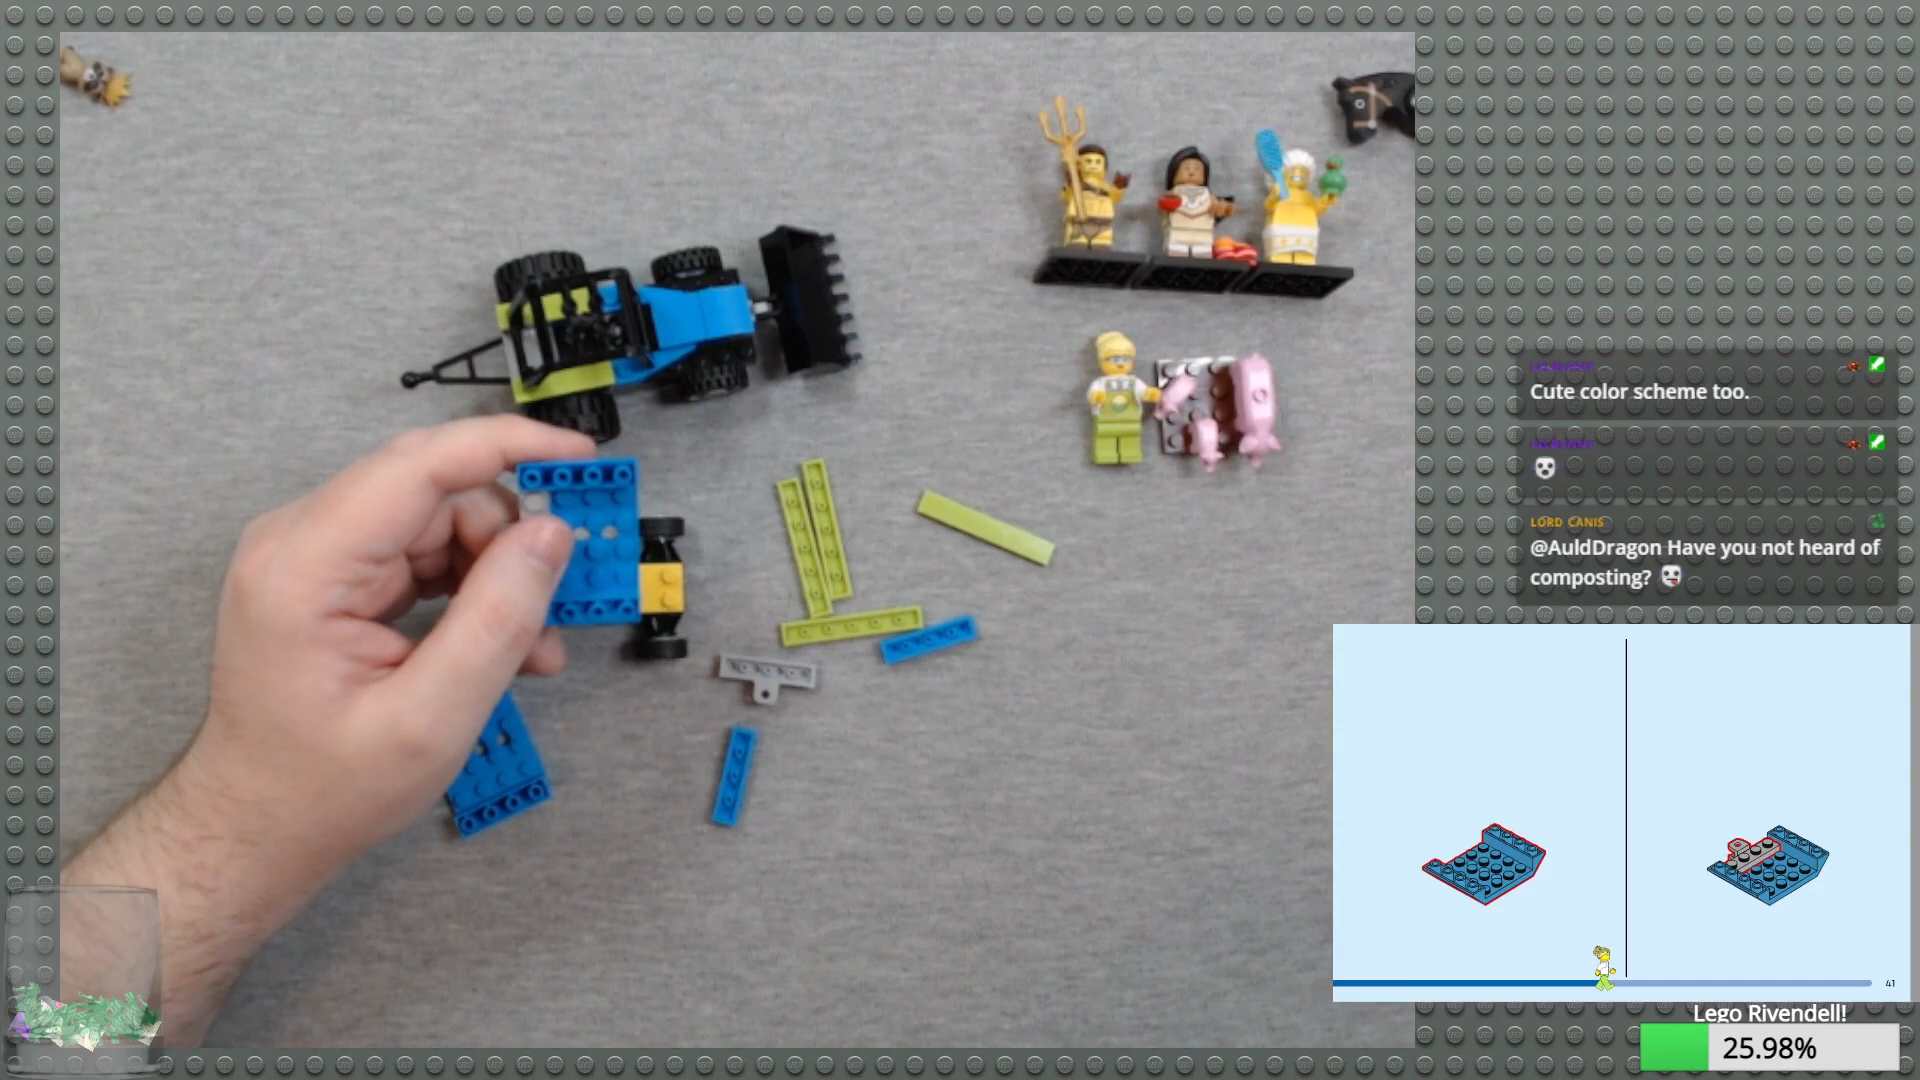 Cute color scheme too.
LORD CANIS
@AuldDragon Have you not heard of
composting?
41
Lego Rivendell!
25.98%